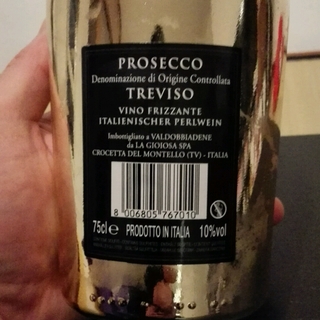 PROSECCO
Denominazione di Origine Controllata
TREVISO
VINO FRIZZANTE
ITALIENISCHER PERLWEIN
Imbottigliato a VALDOBBIADENE
da LA GIOIOSA SPA
CROCETTA DEL MONTELLO (TV) - ITALIA
8 006805 767010
75cl e PRODOTTO IN ITALIA 10%vol